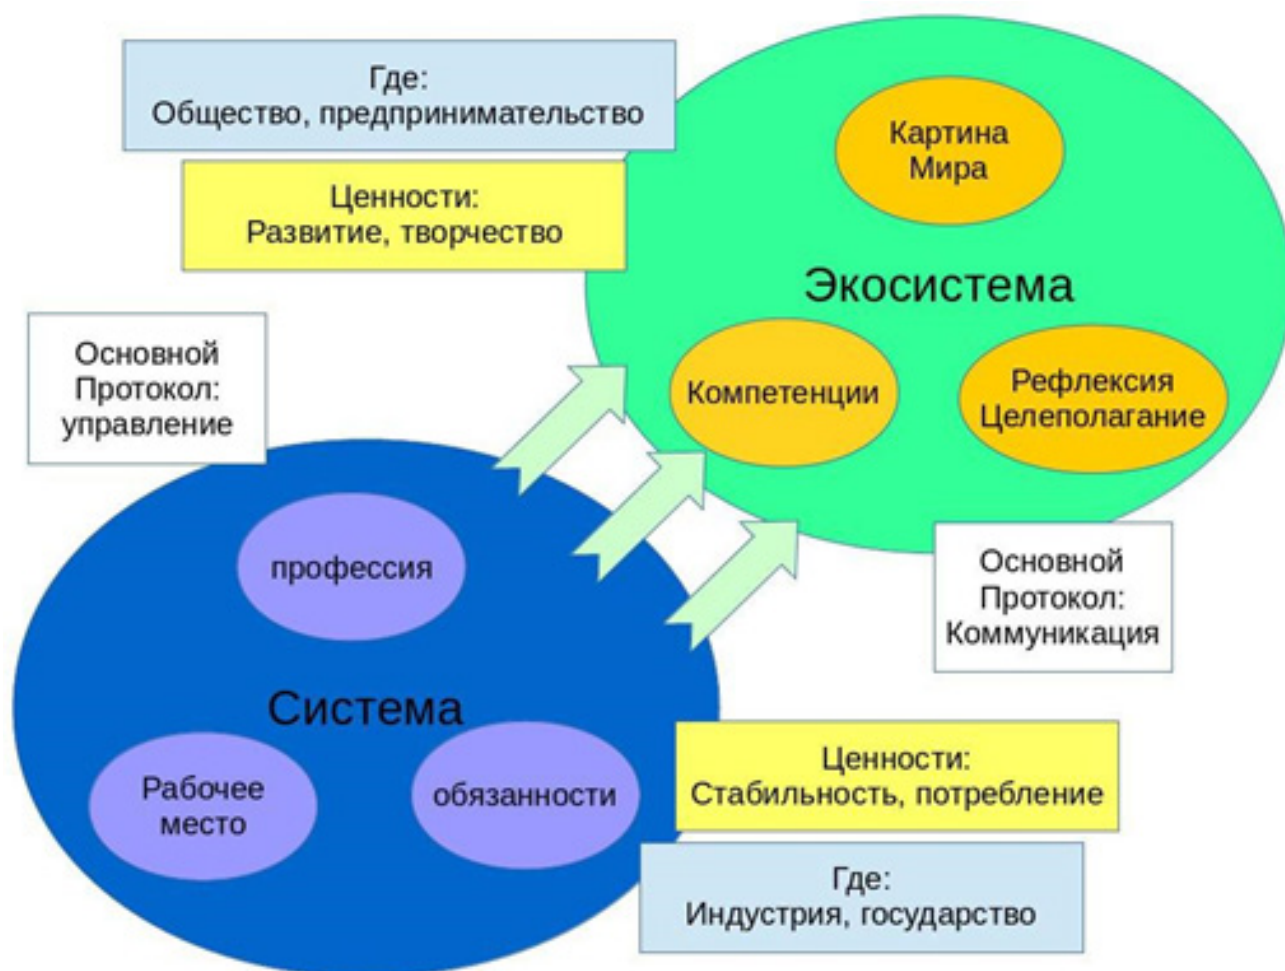 Где:
Общество, предпринимательство
Ценности:
Развитие, творчество
Картина
Мира
Экосистема
Компетенции
Рефлексия
Целеполагание
Основной
Протокол:
управление
Основной
Протокол:
Коммуникация
профессия
Система
Рабочее
место
обязанности
Ценности:
Стабильность, потребление
Где:
Индустрия, государство